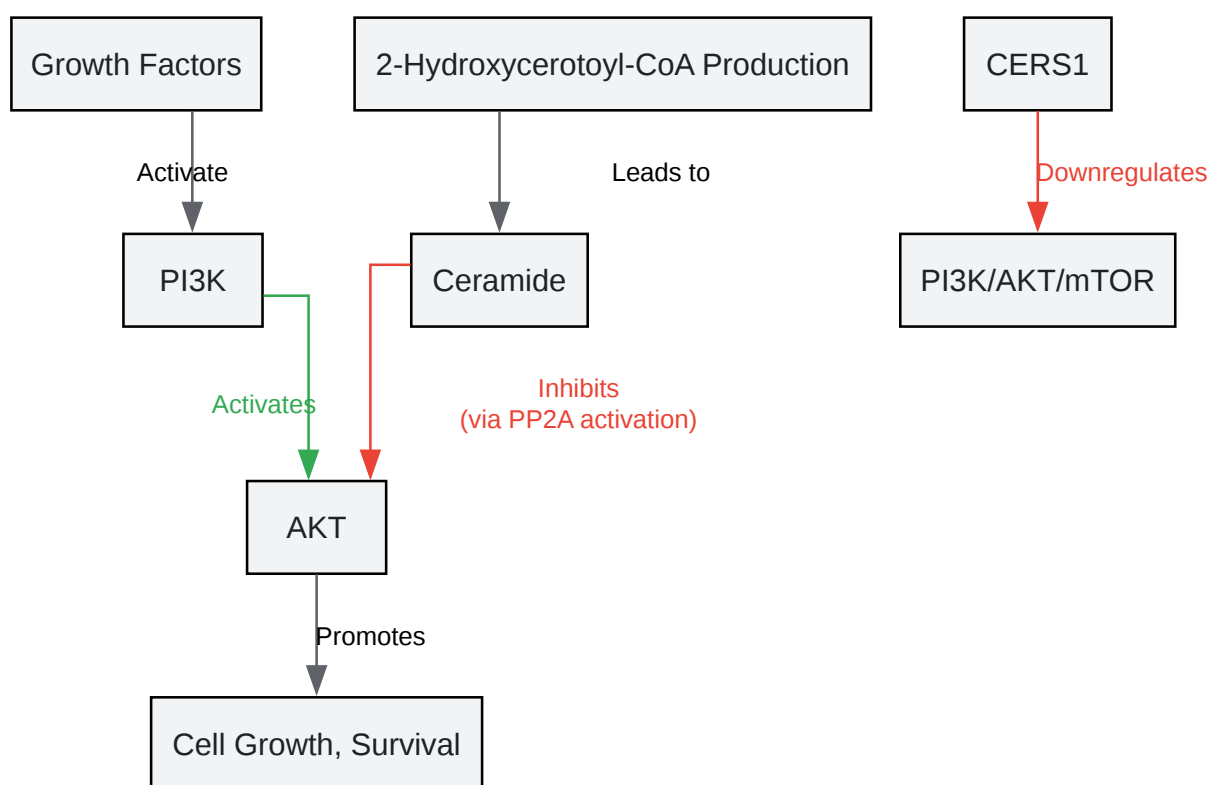 Growth Factors
2-Hydroxycerotoyl-CoA Production
CERS1
Activate
Leads to
Downregulates
PI3K
Ceramide
PI3K/AKT/mTOR
Activates
Inhibits
(via PP2A activation)
AKT
Promotes
Cell Growth, Survival